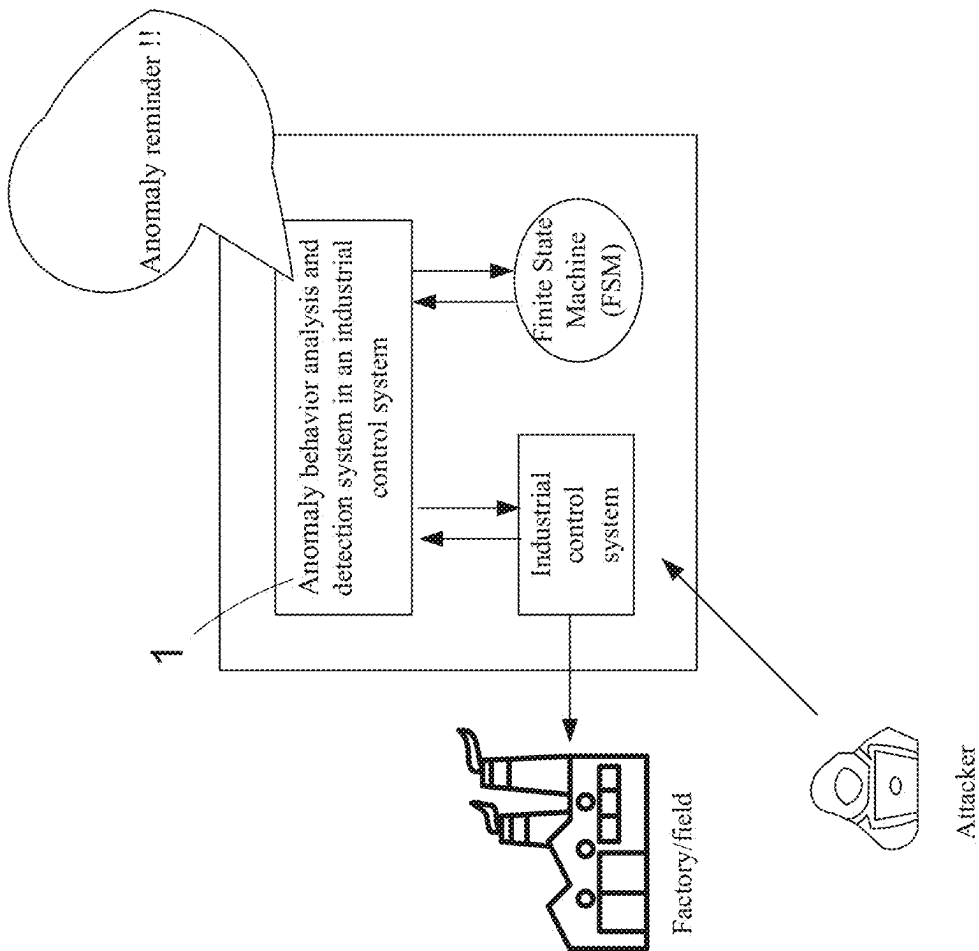 Anomaly reminder !!
1
Anomaly behavior analysis and
detection system in an industrial
control system
Industrial
control
system
Finite State
Machine
(FSM)
Factory/field
Attacker